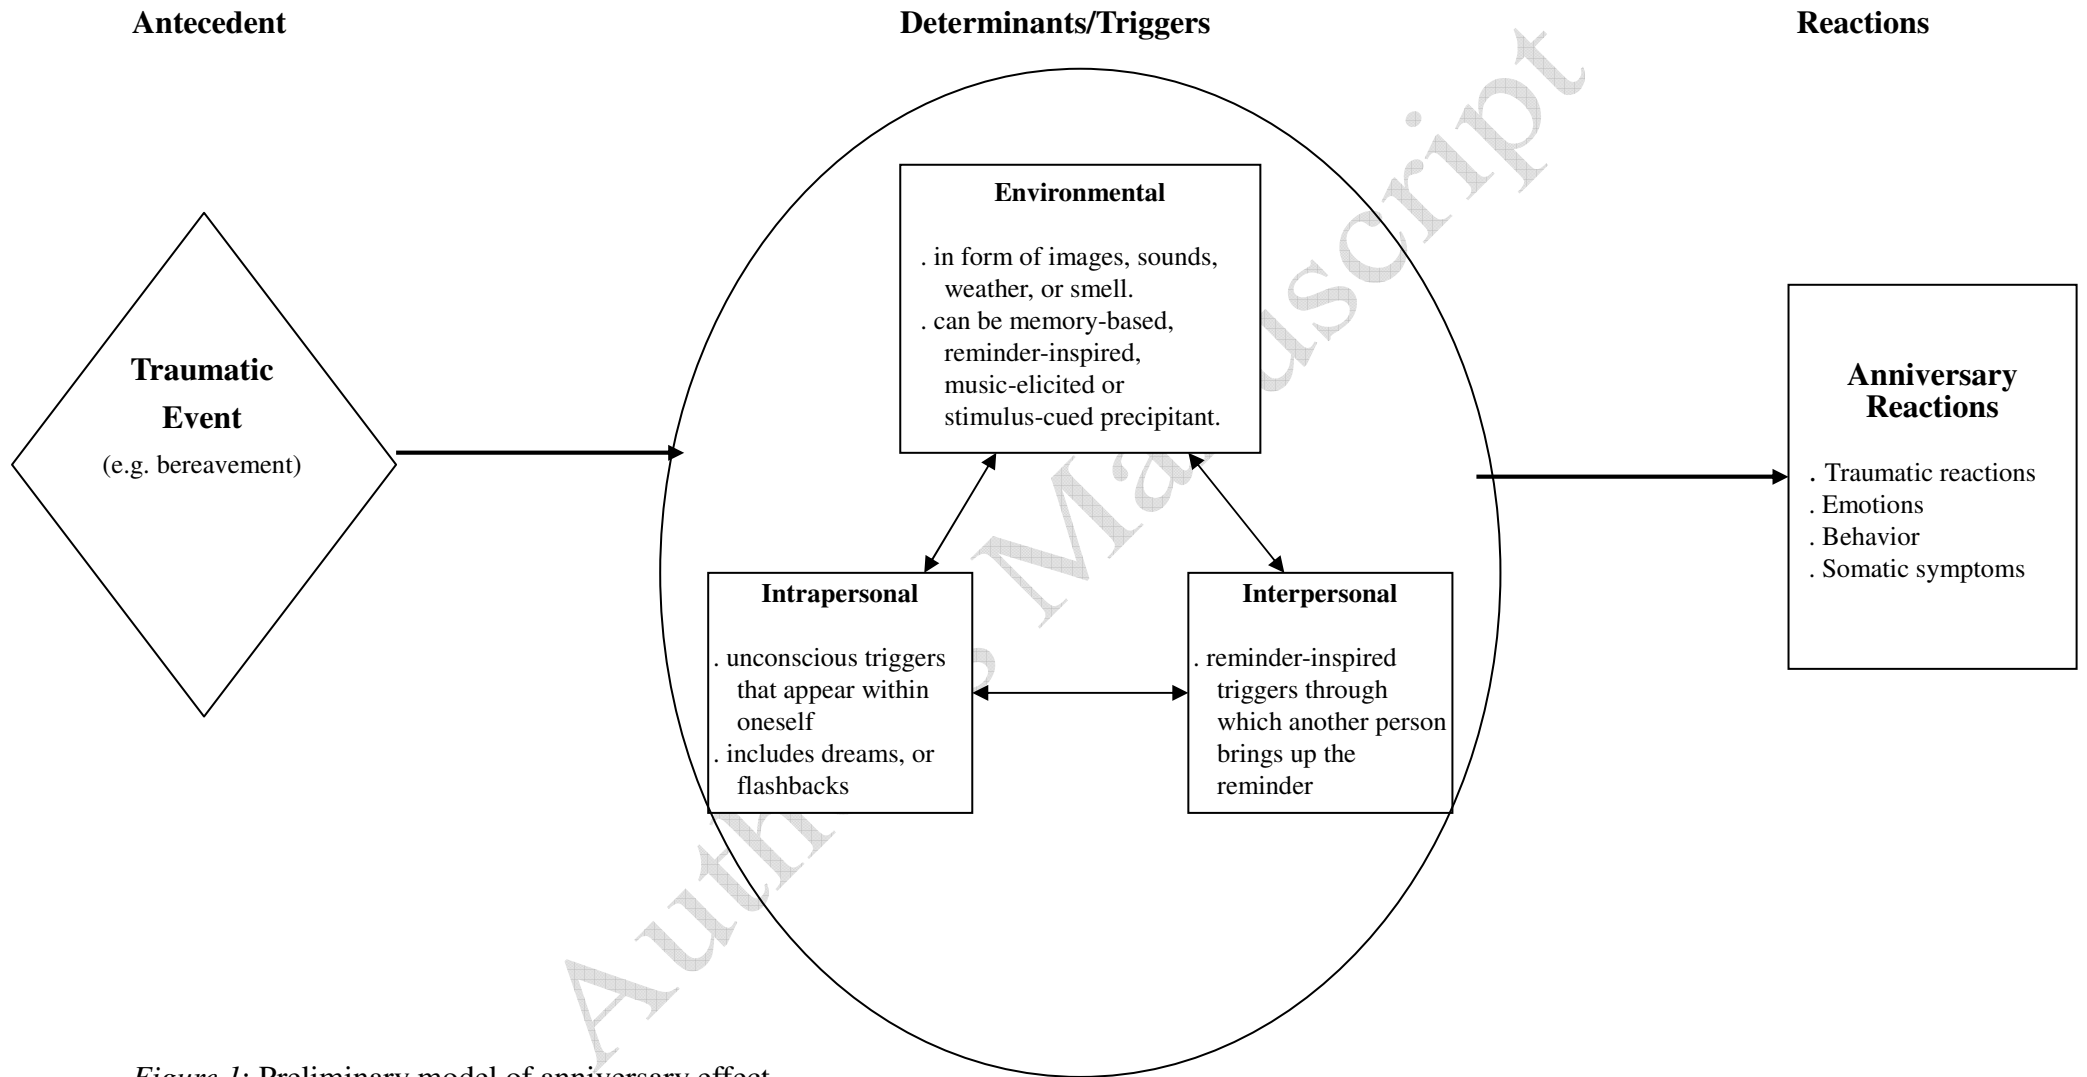 Antecedent
Determinants/Triggers
Reactions
Traumatic
Event
(e.g. bereavement)
Environmental
. in form of images, sounds,
weather, or smell.
. can be memory-based,
reminder-inspired,
music-elicited or
stimulus-cued precipitant.
Intrapersonal
. unconscious triggers
that appear within
oneself
. includes dreams, or
flashbacks
Interpersonal
. reminder-inspired
triggers through
which another person
brings up the
reminder
Anniversary
Reactions
. Traumatic reactions
. Emotions
. Behavior
. Somatic symptoms
Figure 1: Preliminary model of anniversary effect